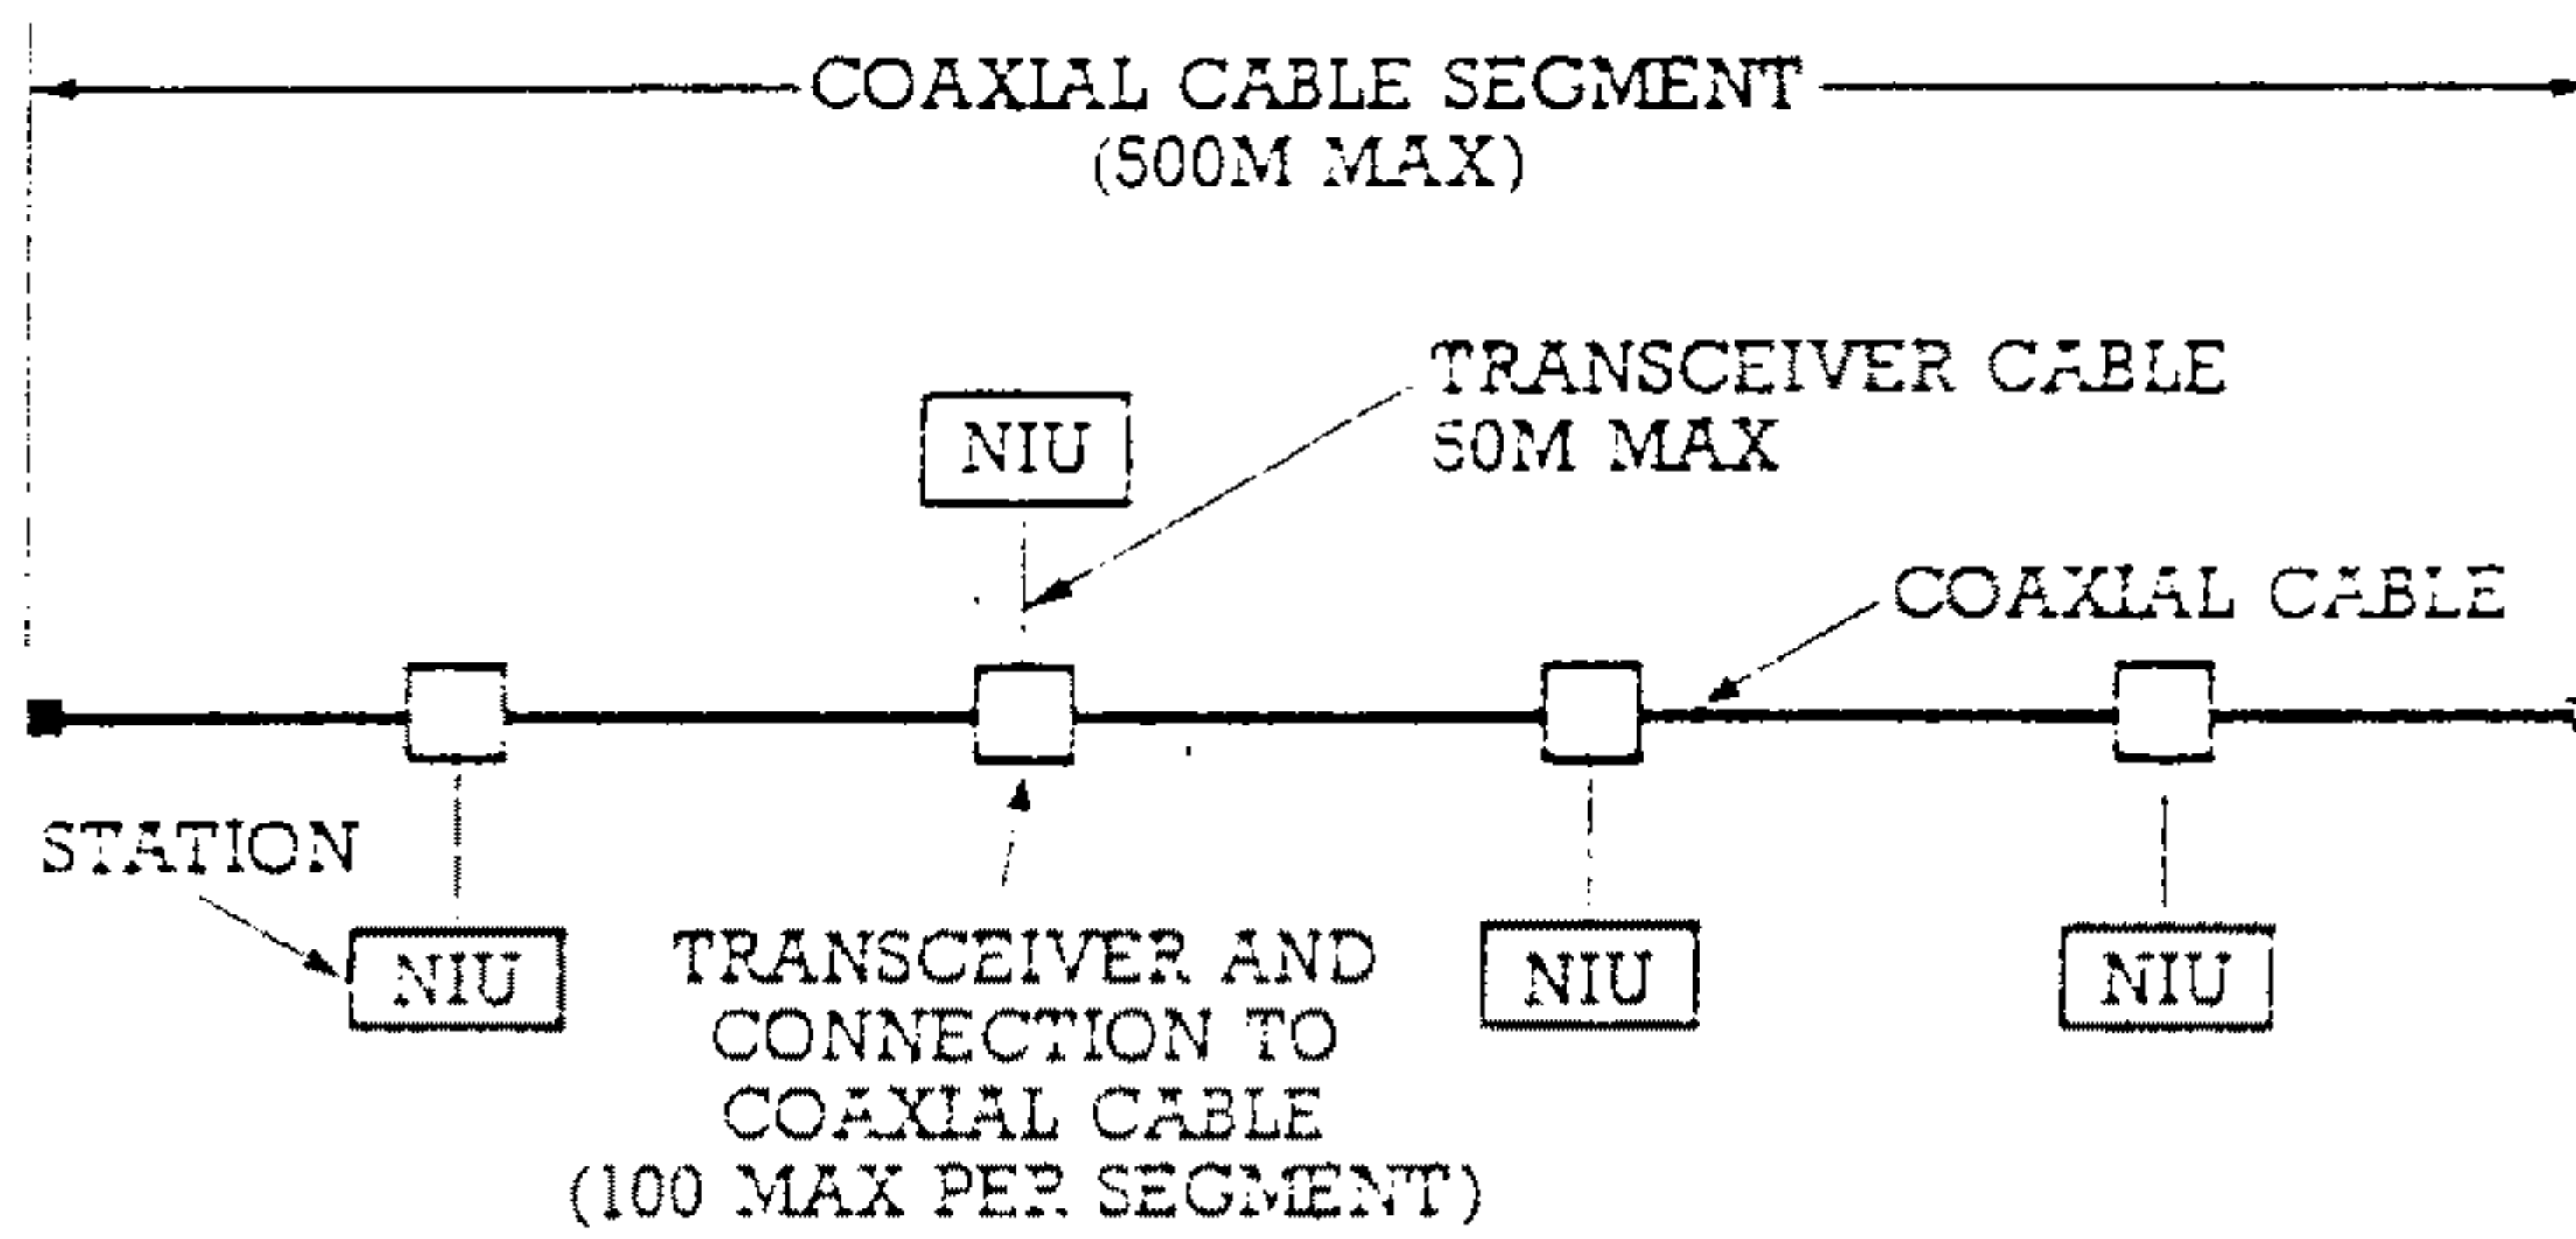 COAXIAL CABLE SEGMENT
(500M MAX)
TRANSCEIVER CABLE
50M MAX
NIU
COAXIAL CABLE
STATION
NIU
TRANSCEIVER AND
CONNECTION TO
COAXIAL CABLE
(100 MAX PER SEGMENT)
NIU
NIU